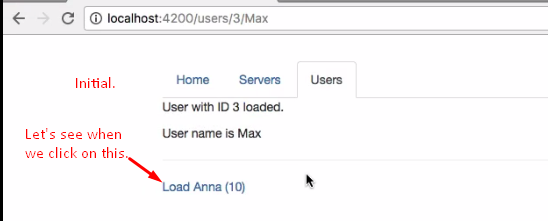 localhost:4200/users/3/Max
Initial.
Home Servers Users
User with ID 3 loaded.
User name is Max
Let's see when
we click on this.
Load Anna (10)